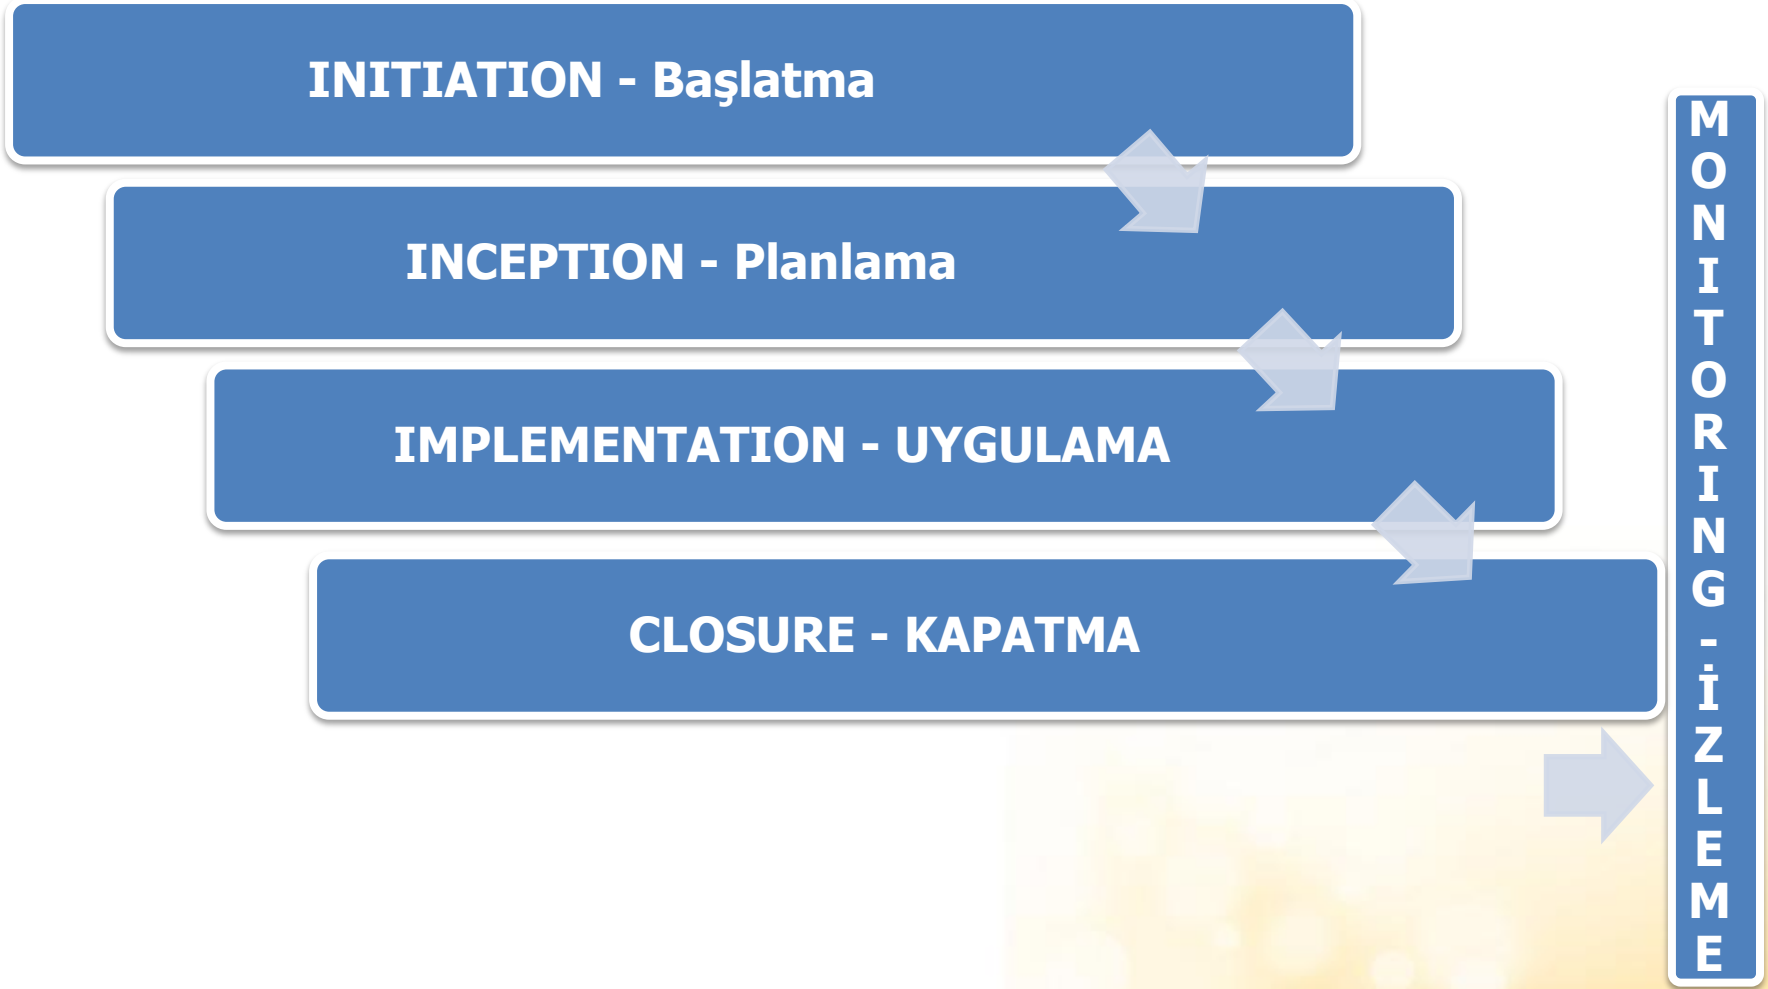 INITIATION - Başlatma
INCEPTION - Planlama
IMPLEMENTATION - UYGULAMA
CLOSURE - KAPATMA
MONITORING-İZLEME